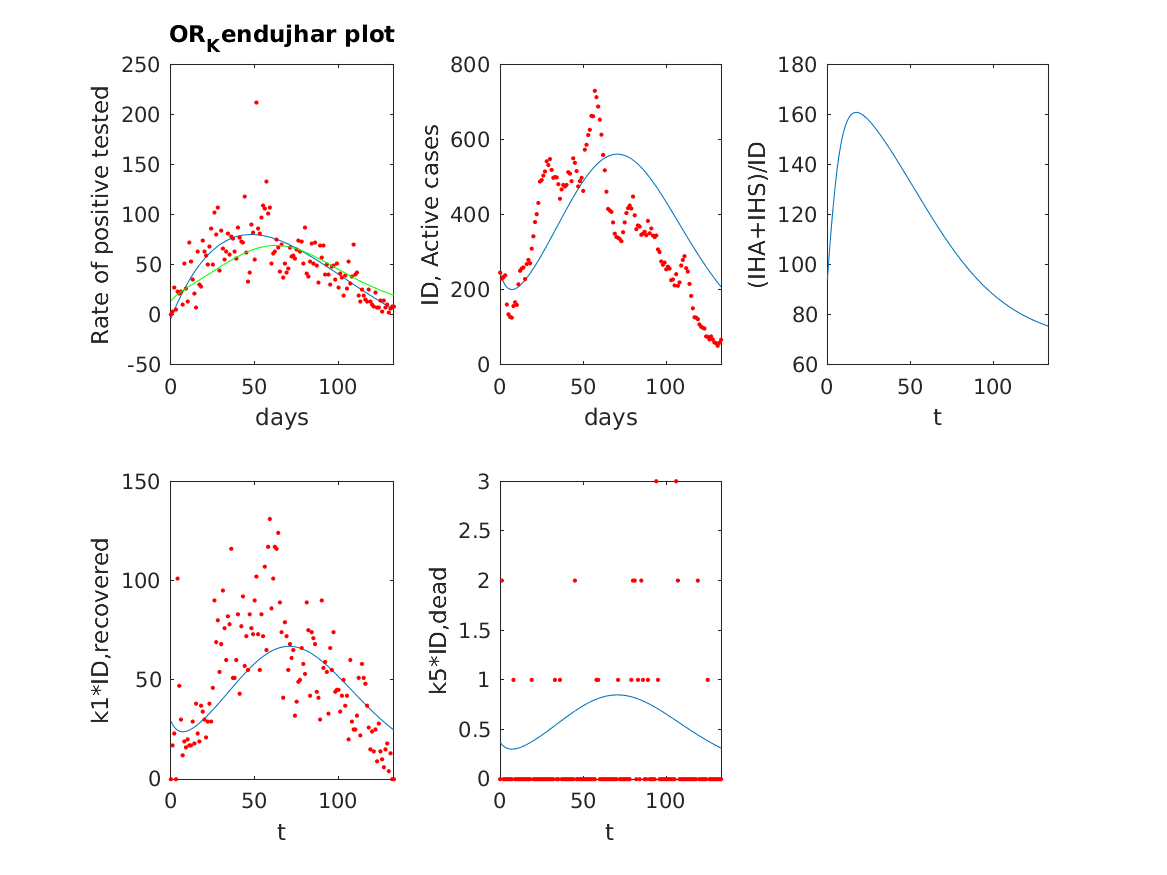 OR_Kendujhar plot
Rate of positive tested
250
200
150
100
50
0
-50
0 50 100
days
ID, Active cases
800
600
400
200
0
0 50 100
days
(IHA+IHS)/ID
180
160
140
120
100
80
60
0 50 100
t
k1*ID,recovered
150
100
50
0
0 50 100
t
k5*ID,dead
3
2.5
2
1.5
1
0.5
0
0 50 100
t